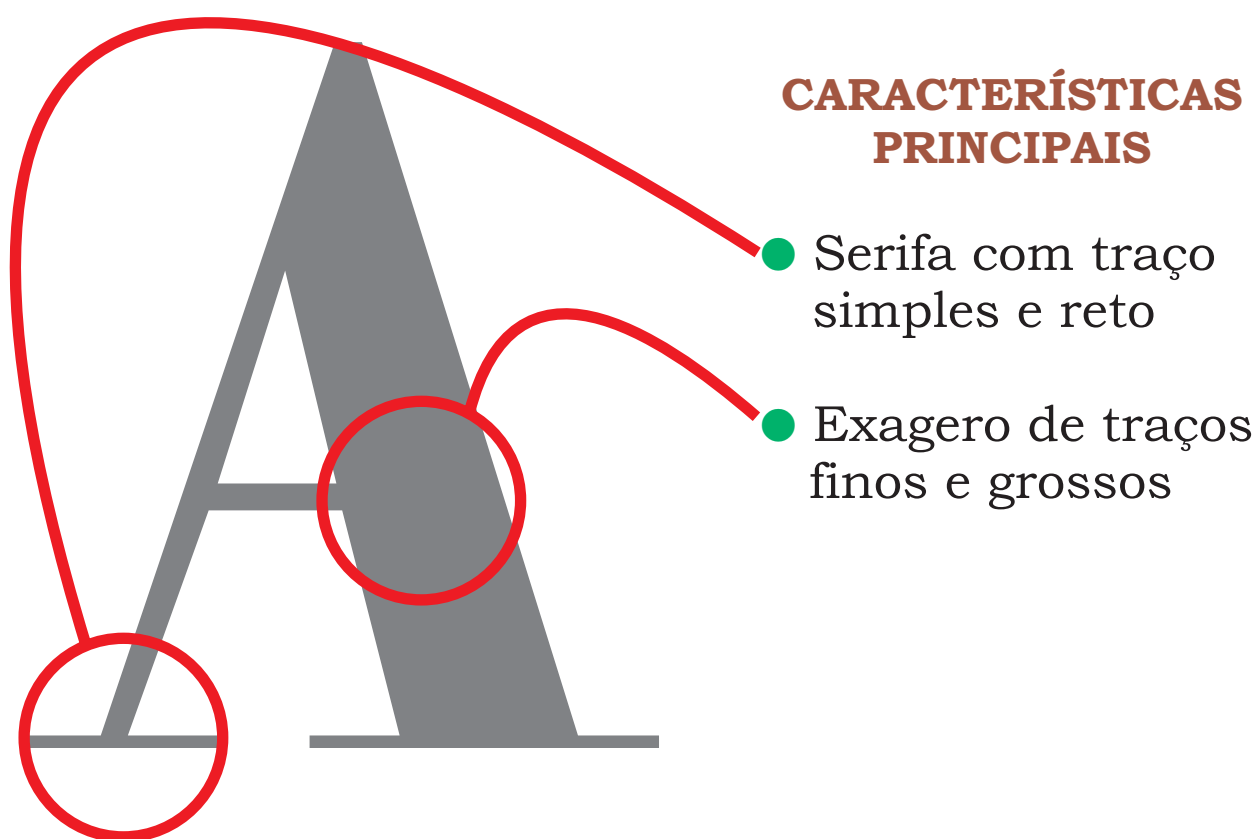 A
CARACTERÍSTICAS
PRINCIPAIS
Serifa com traço
simples e reto
Exagero de traços
finos e grossos